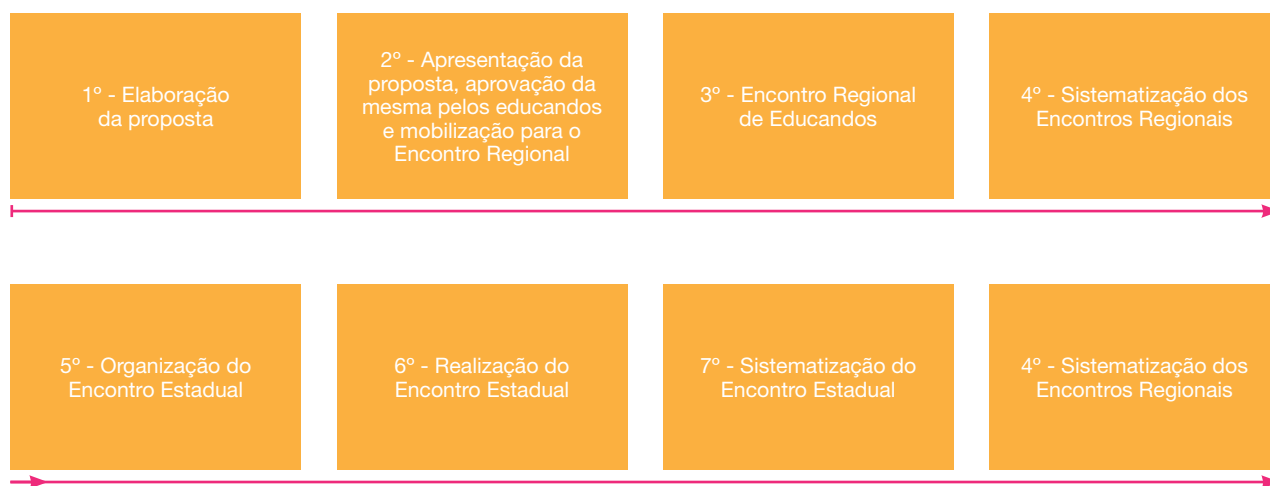 1º - Elaboração
da proposta
2º - Apresentação da
proposta, aprovação da
mesma pelos educandos
e mobilização para o
Encontro Regional
3º - Encontro Regional
de Educandos
4º - Sistematização dos
Encontros Regionais
5º - Organização do
Encontro Estadual
6º - Realização do
Encontro Estadual
7º - Sistematização do
Encontro Estadual
4º - Sistematização dos
Encontros Regionais